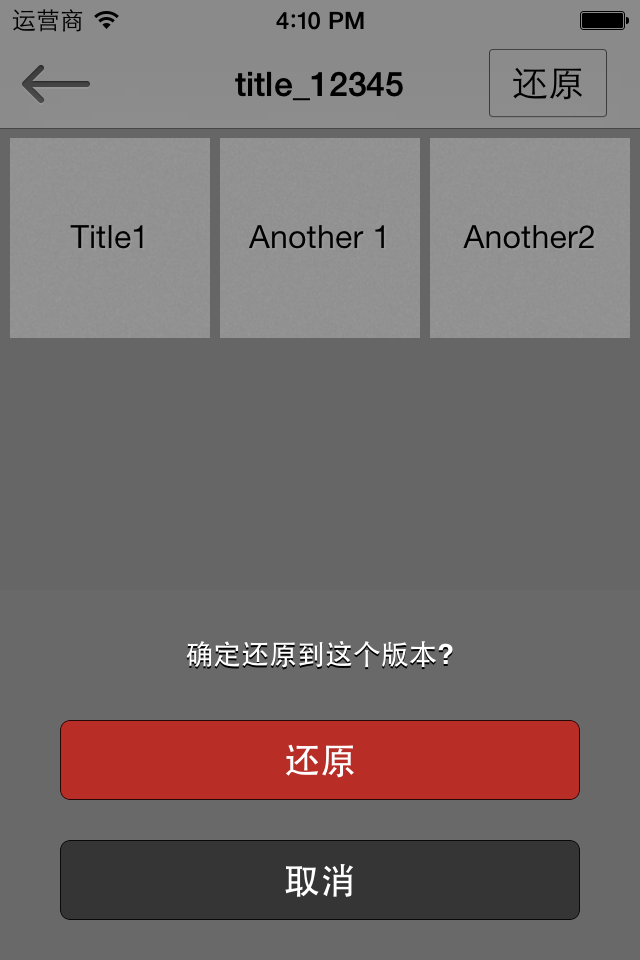 运营商 4:10 PM
title_12345 还原
Title1 Another 1 Another2
确定还原到这个版本?
还原
取消